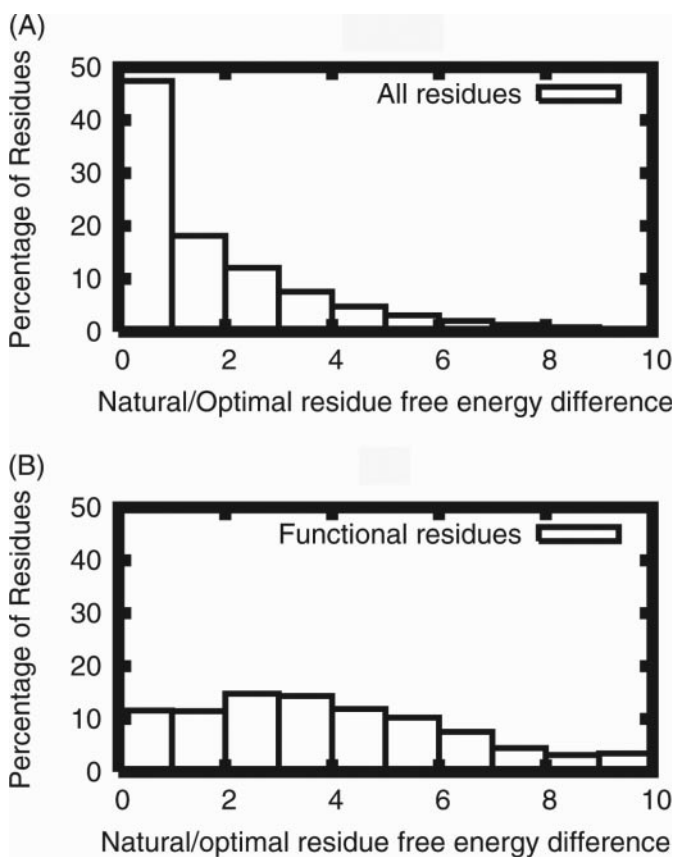 (A)
Percentage of Residues
50
40
30
20
10
0
All residues
0 2 4 6 8 10
Natural/Optimal residue free energy difference
(B)
Percentage of Residues
50
40
30
20
10
0
Functional residues
0 2 4 6 8 10
Natural/optimal residue free energy difference